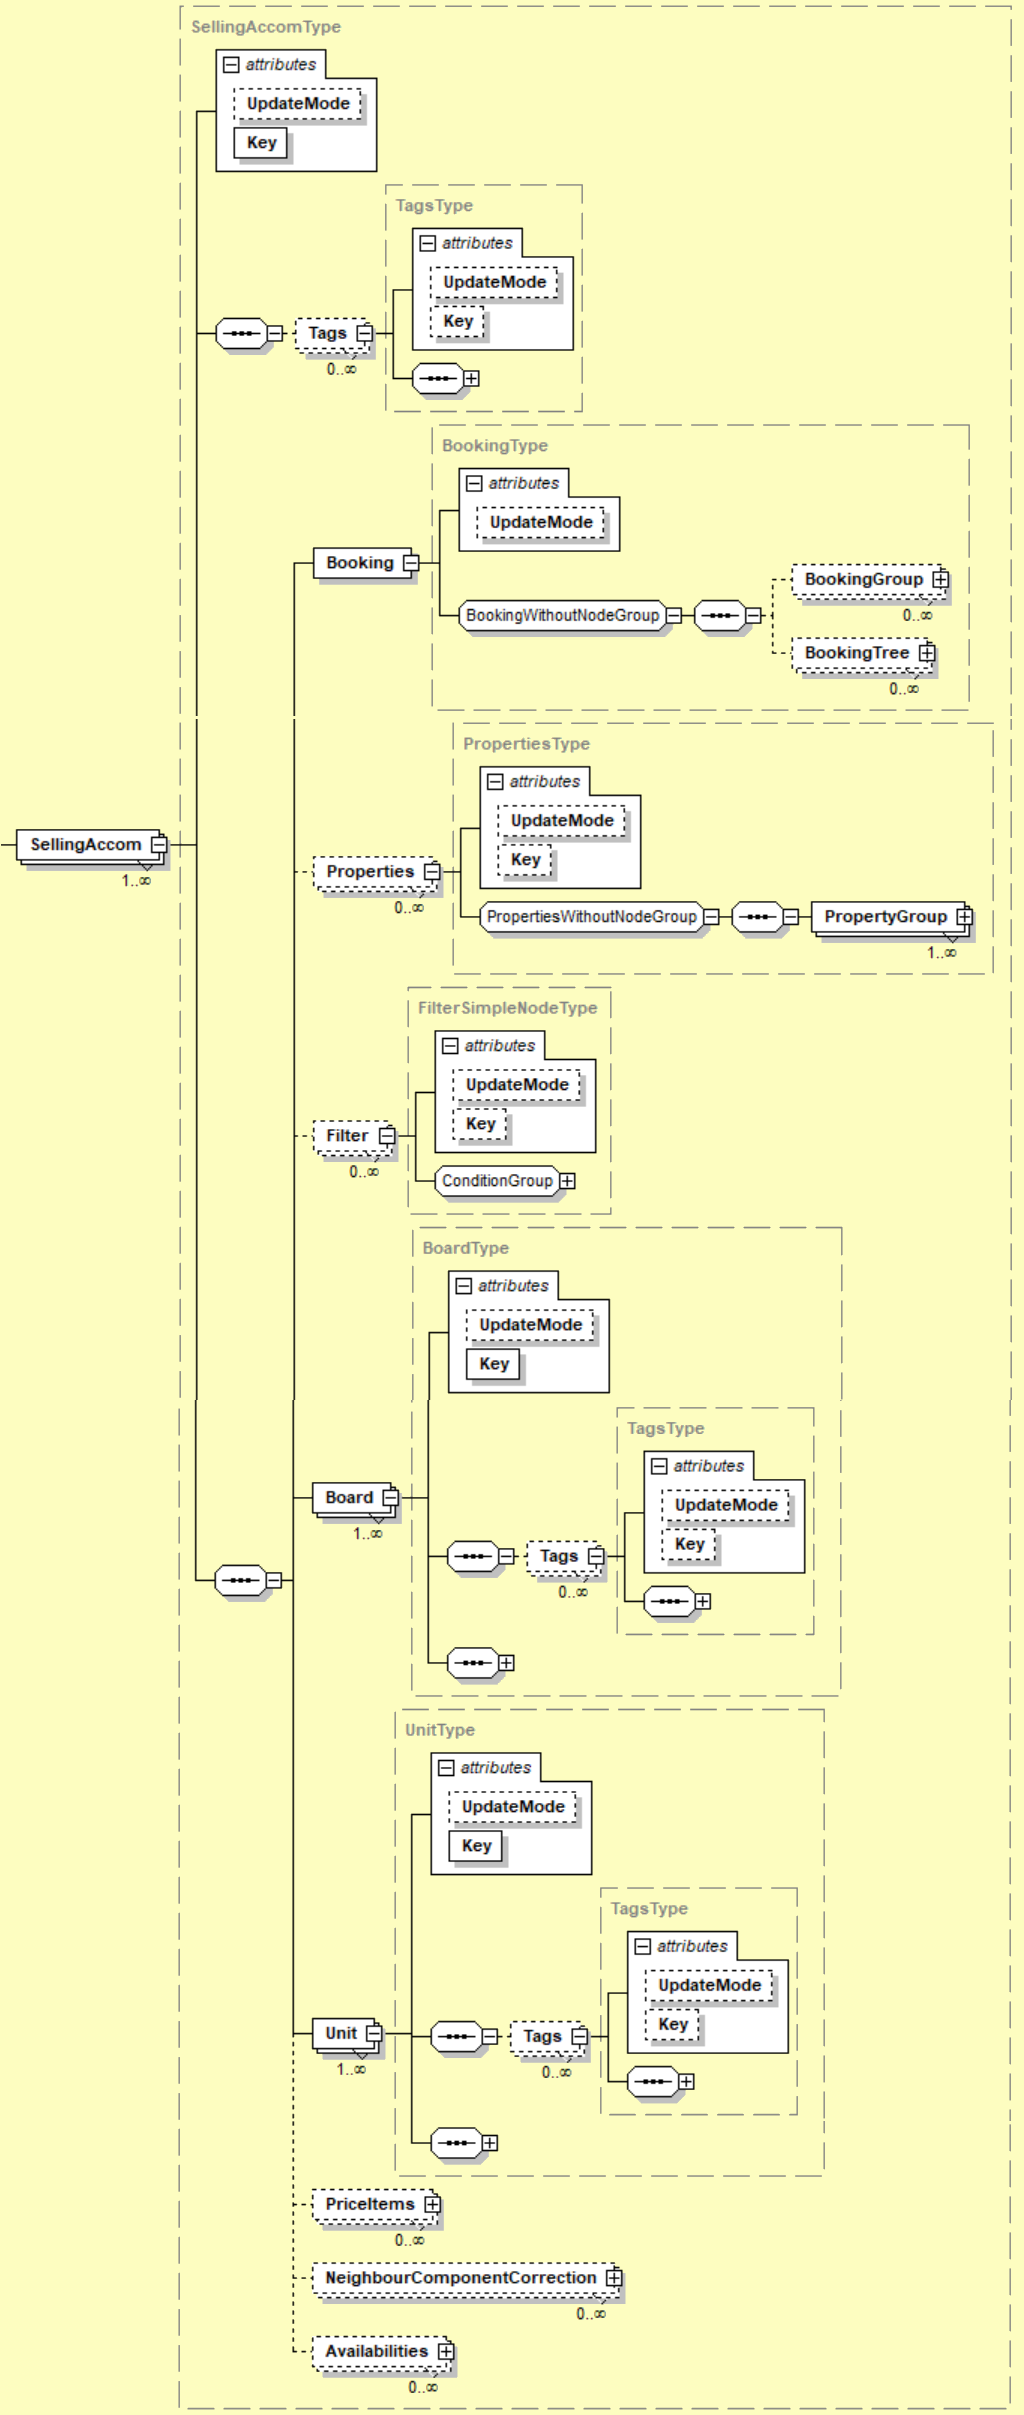 SellingAccomType
attributes
UpdateMode
Key
TagsType
attributes
UpdateMode
Key
Tags
0..∞
BookingType
attributes
UpdateMode
Booking
BookingGroup
0..∞
BookingWithoutNodeGroup
BookingTree
0..∞
PropertiesType
attributes
UpdateMode
Key
SellingAccom
1..∞
Properties
0..∞
PropertiesWithoutNodeGroup
PropertyGroup
1..∞
FilterSimpleNodeType
attributes
UpdateMode
Key
Filter
0..∞
ConditionGroup
BoardType
attributes
UpdateMode
Key
TagsType
attributes
UpdateMode
Key
Board
1..∞
Tags
0..∞
UnitType
attributes
UpdateMode
Key
TagsType
attributes
UpdateMode
Key
Unit
1..∞
Tags
0..∞
PriceItems
0..∞
NeighbourComponentCorrection
0..∞
Availabilities
0..∞